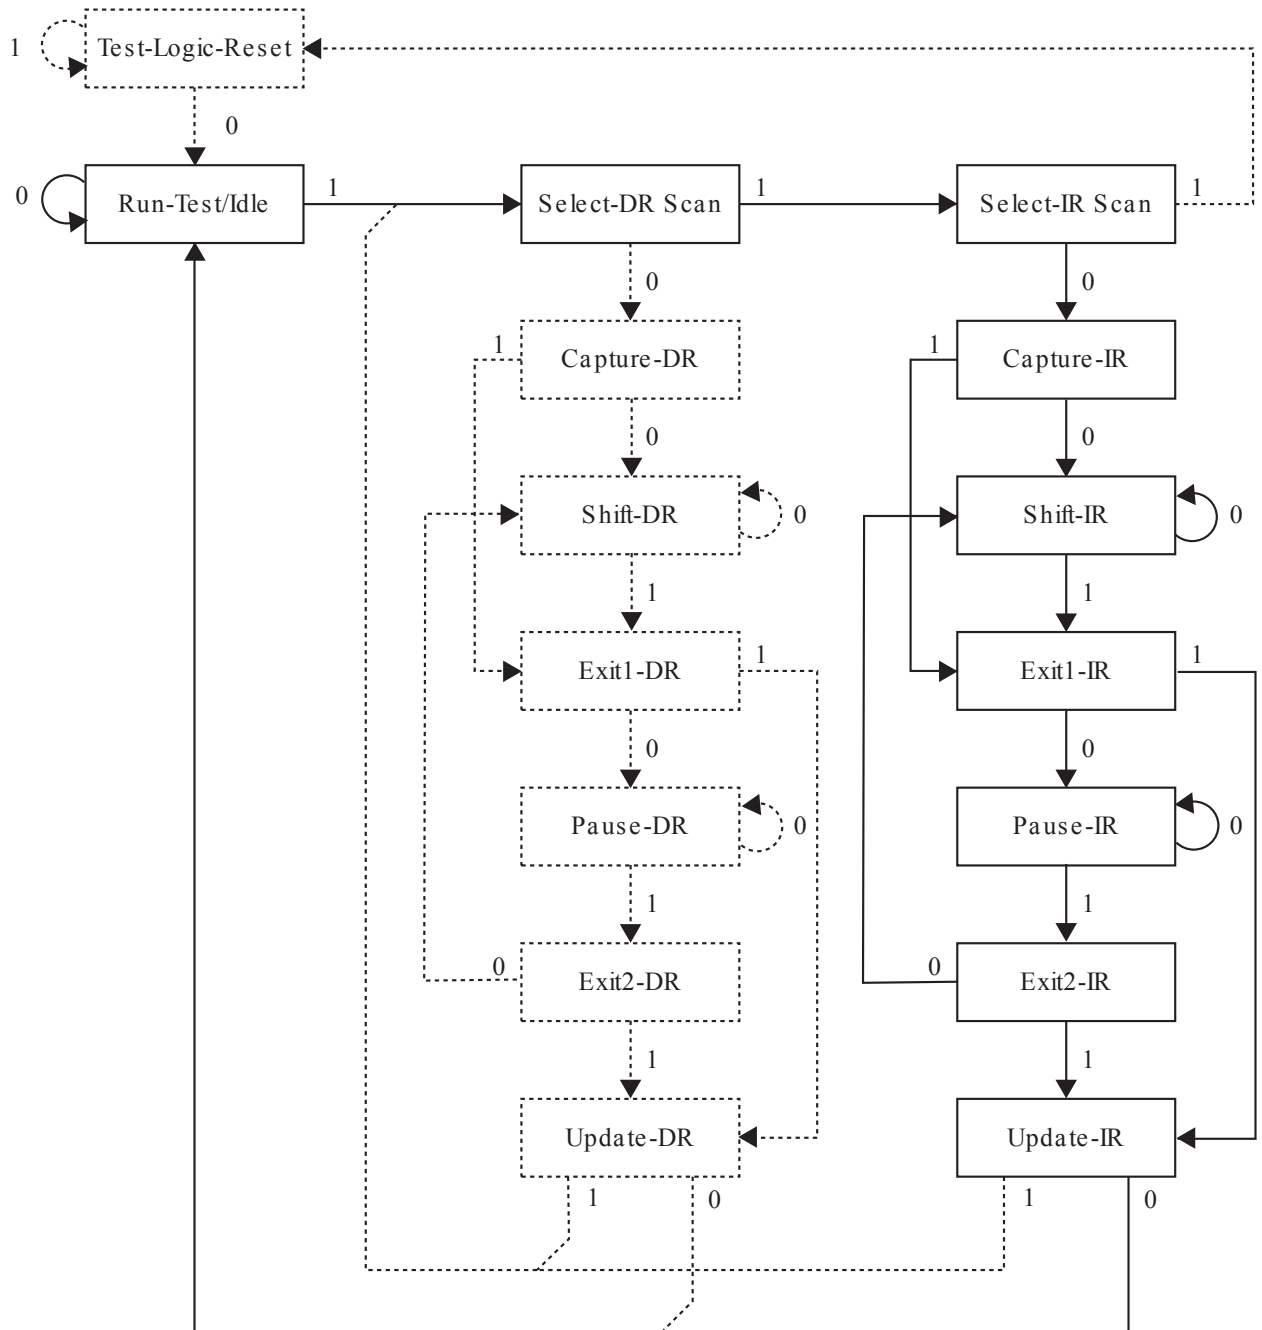 1 Test-Logic-Reset
0
0 Run-Test/Idle 1 Select-DR Scan 1 Select-IR Scan 1
0 0
1 Capture-DR 1 Capture-IR
0 0
Shift-DR 0 Shift-IR 0
1 1
Exit1-DR 1 Exit1-IR 1
0 0
Pause-DR 0 Pause-IR 0
1 1
0 Exit2-DR 0 Exit2-IR
1 1
Update-DR Update-IR
1 0 1 0